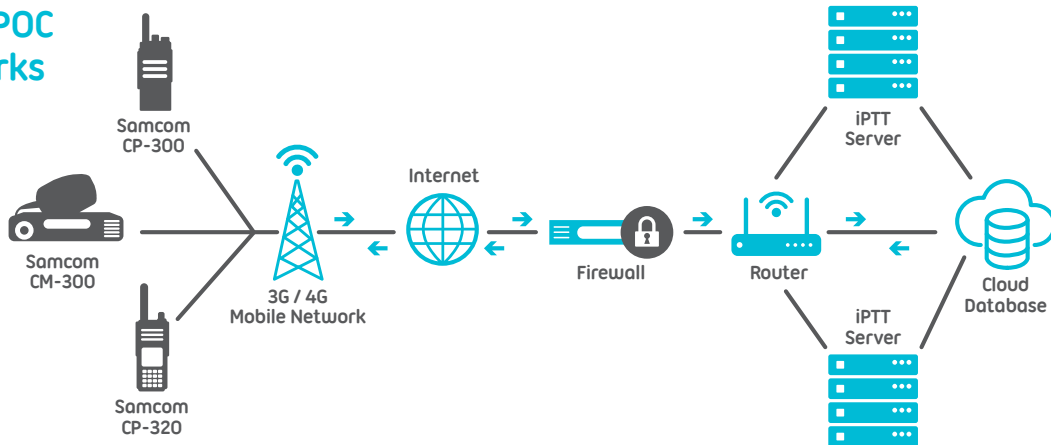 POC
rks
Samcom
CP-300
Samcom
CM-300
Samcom
CP-320
3G / 4G
Mobile Network
Internet
Firewall
Router
iPTT
Server
iPTT
Server
Cloud
Database